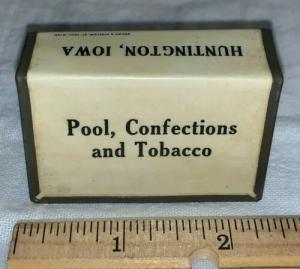 HUNTINGTON, IOWA
Pool, Confections
and Tobacco
1
2